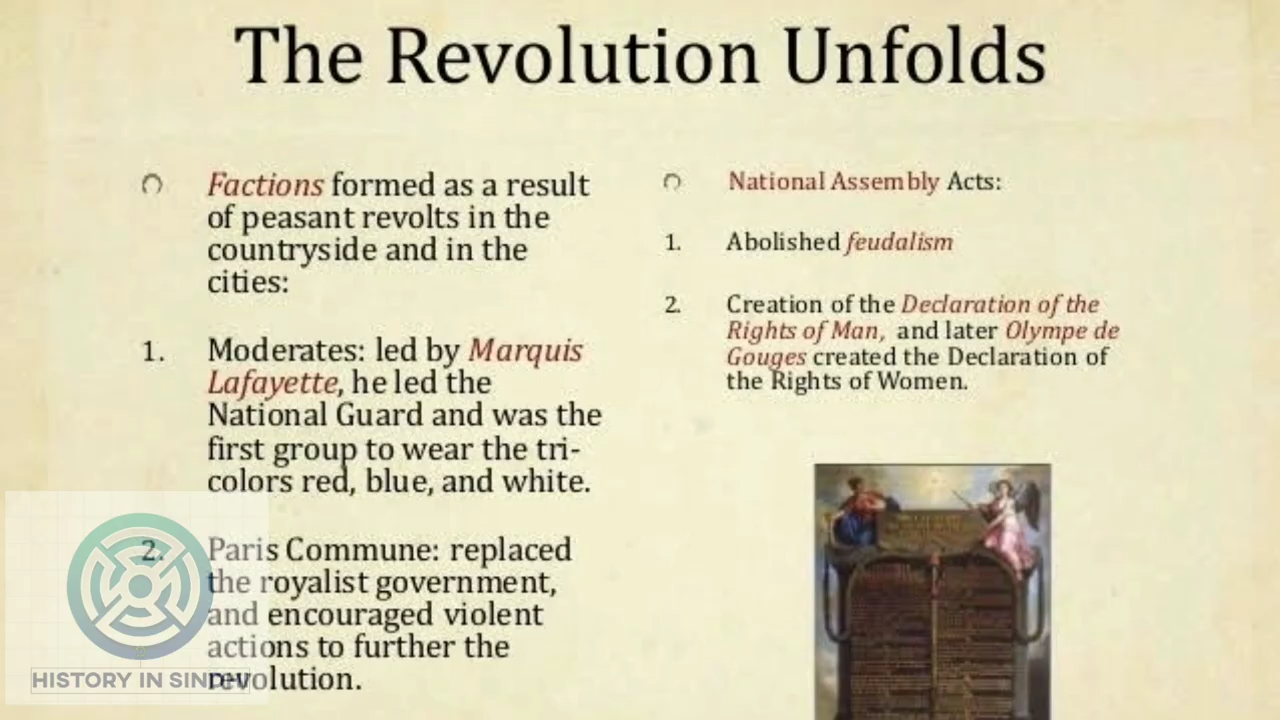 The Revolution Unfolds
Factions formed as a result
of peasant revolts in the
countryside and in the
cities:
1. Moderates: led by Marquis
Lafayette, he led the
National Guard and was the
first group to wear the tri-
colors red, blue, and white.
2. Paris Commune: replaced
the royalist government,
and encouraged violent
actions to further the
revolution.
National Assembly Acts:
1. Abolished feudalism
2. Creation of the Declaration of the
Rights of Man, and later Olympe de
Gouges created the Declaration of
the Rights of Women.
HISTORY IN